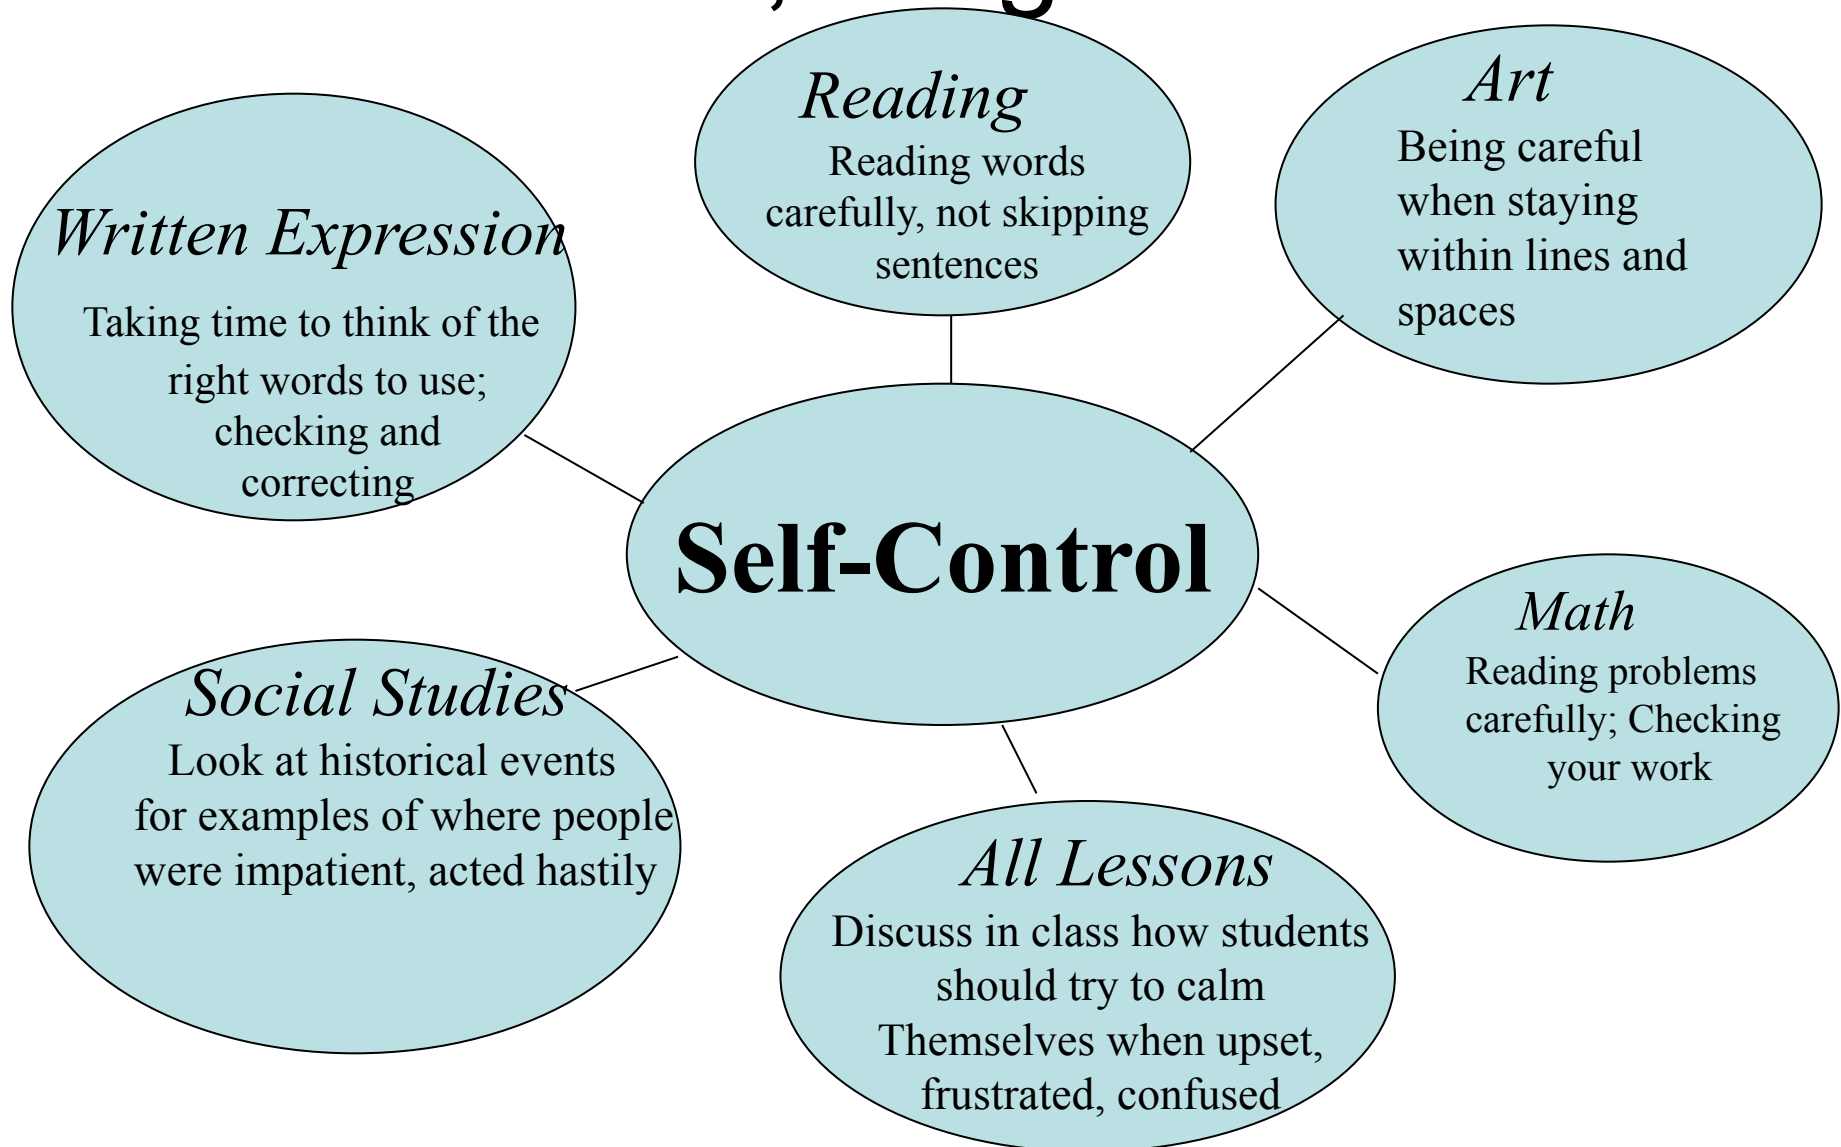 Reading
Reading words
carefully, not skipping
sentences
Art
Being careful
when staying
within lines and
spaces
Written Expression
Taking time to think of the
right words to use;
checking and
correcting
Self-Control
Math
Reading problems
carefully; Checking
your work
Social Studies
Look at historical events
for examples of where people
were impatient, acted hastily
All Lessons
Discuss in class how students
should try to calm
Themselves when upset,
frustrated, confused